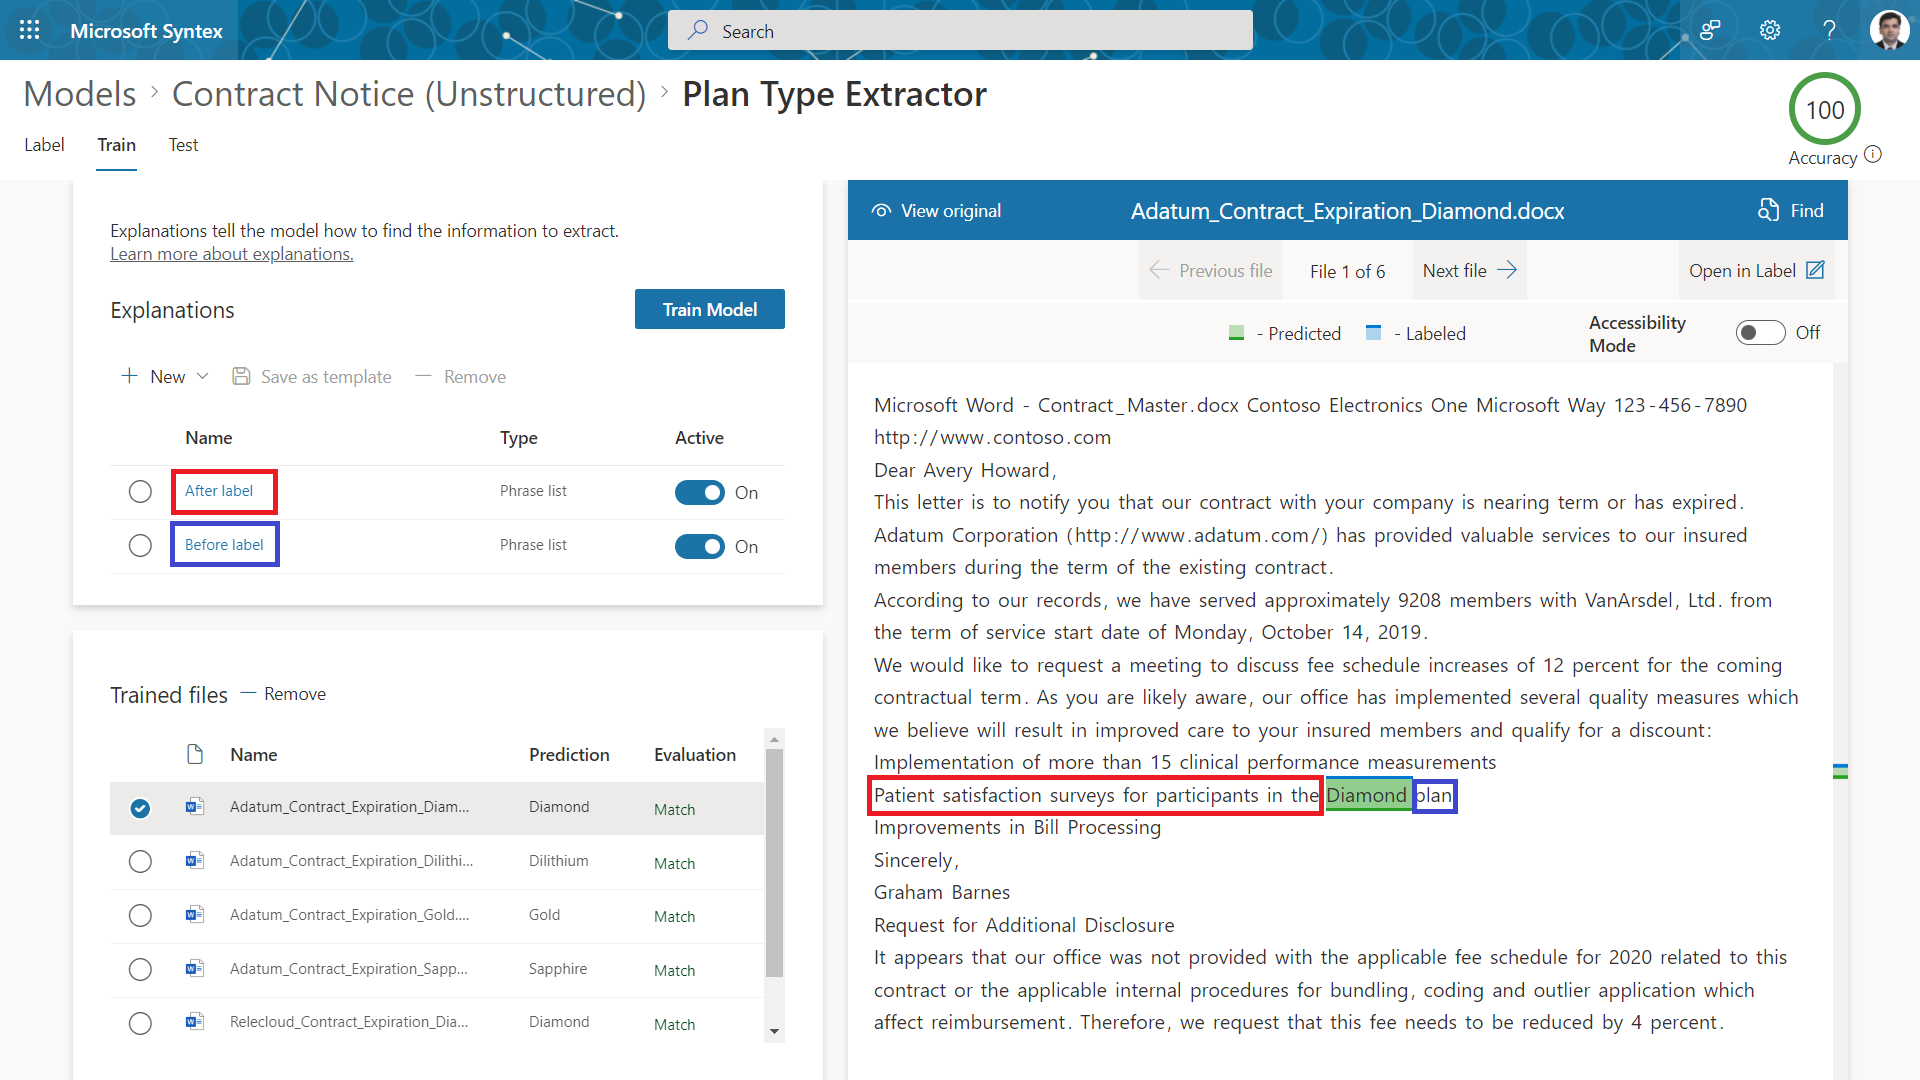 Microsoft Syntex
Search
Models > Contract Notice (Unstructured) > Plan Type Extractor
100
Accuracy
Label Train Test
Explanations tell the model how to find the information to extract.
Learn more about explanations.
Explanations
Train Model
New Save as template Remove
Name Type Active
After label Phrase list On
Before label Phrase list On
Trained files Remove
Name Prediction Evaluation
Adatum_Contract_Expiration_Diam... Diamond Match
Adatum_Contract_Expiration_Dilithi... Dilithium Match
Adatum_Contract_Expiration_Gold.... Gold Match
Adatum_Contract_Expiration_Sapp... Sapphire Match
Relecloud_Contract_Expiration_Dia... Diamond Match
View original Adatum_Contract_Expiration_Diamond.docx Find
Previous file File 1 of 6 Next file Open in Label
- Predicted - Labeled
Accessibility
Mode
Off
Microsoft Word - Contract_Master.docx Contoso Electronics One Microsoft Way 123-456-7890
http://www.contoso.com
Dear Avery Howard,
This letter is to notify you that our contract with your company is nearing term or has expired.
Adatum Corporation (http://www.adatum.com/) has provided valuable services to our insured
members during the term of the existing contract.
According to our records, we have served approximately 9208 members with VanArsdel, Ltd. from
the term of service start date of Monday, October 14, 2019.
We would like to request a meeting to discuss fee schedule increases of 12 percent for the coming
contractual term. As you are likely aware, our office has implemented several quality measures which
we believe will result in improved care to your insured members and qualify for a discount:
Implementation of more than 15 clinical performance measurements
Patient satisfaction surveys for participants in the Diamond plan
Improvements in Bill Processing
Sincerely,
Graham Barnes
Request for Additional Disclosure
It appears that our office was not provided with the applicable fee schedule for 2020 related to this
contract or the applicable internal procedures for bundling, coding and outlier application which
affect reimbursement. Therefore, we request that this fee needs to be reduced by 4 percent.